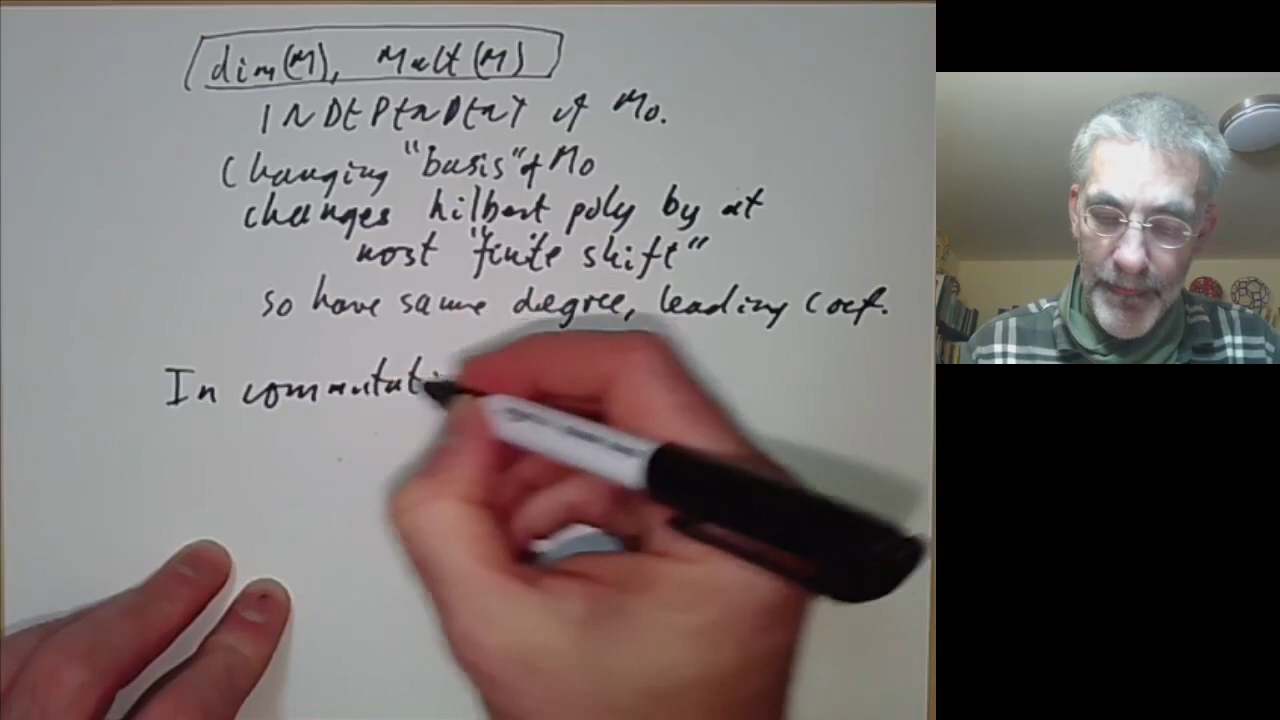 dim(M), Mult(M)
INDEPENDENT of M₀.
Changing "basis" of M₀
changes hilbert poly by at
most "finite shift"
so have same degree, leading coef.
In commutati